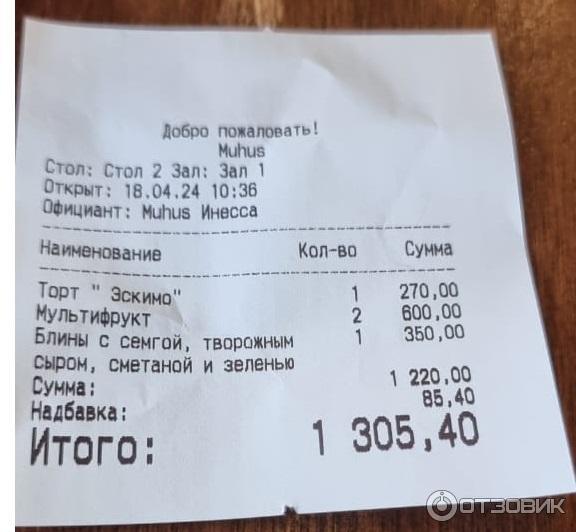 Добро пожаловать!
Muhus
Стол: Стол 2 Зал: Зал 1
Открыт: 18.04.24 10:36
Официант: Muhus Инесса
Наименование Кол-во Сумма
Торт " Эскимо" 1 270,00
Мультифрукт 2 600,00
Блины с семгой, творожным 1 350,00
сыром, сметаной и зеленью
Сумма: 1 220,00
Надбавка: 85,40
Итого: 1 305,40
ОТЗОВИК